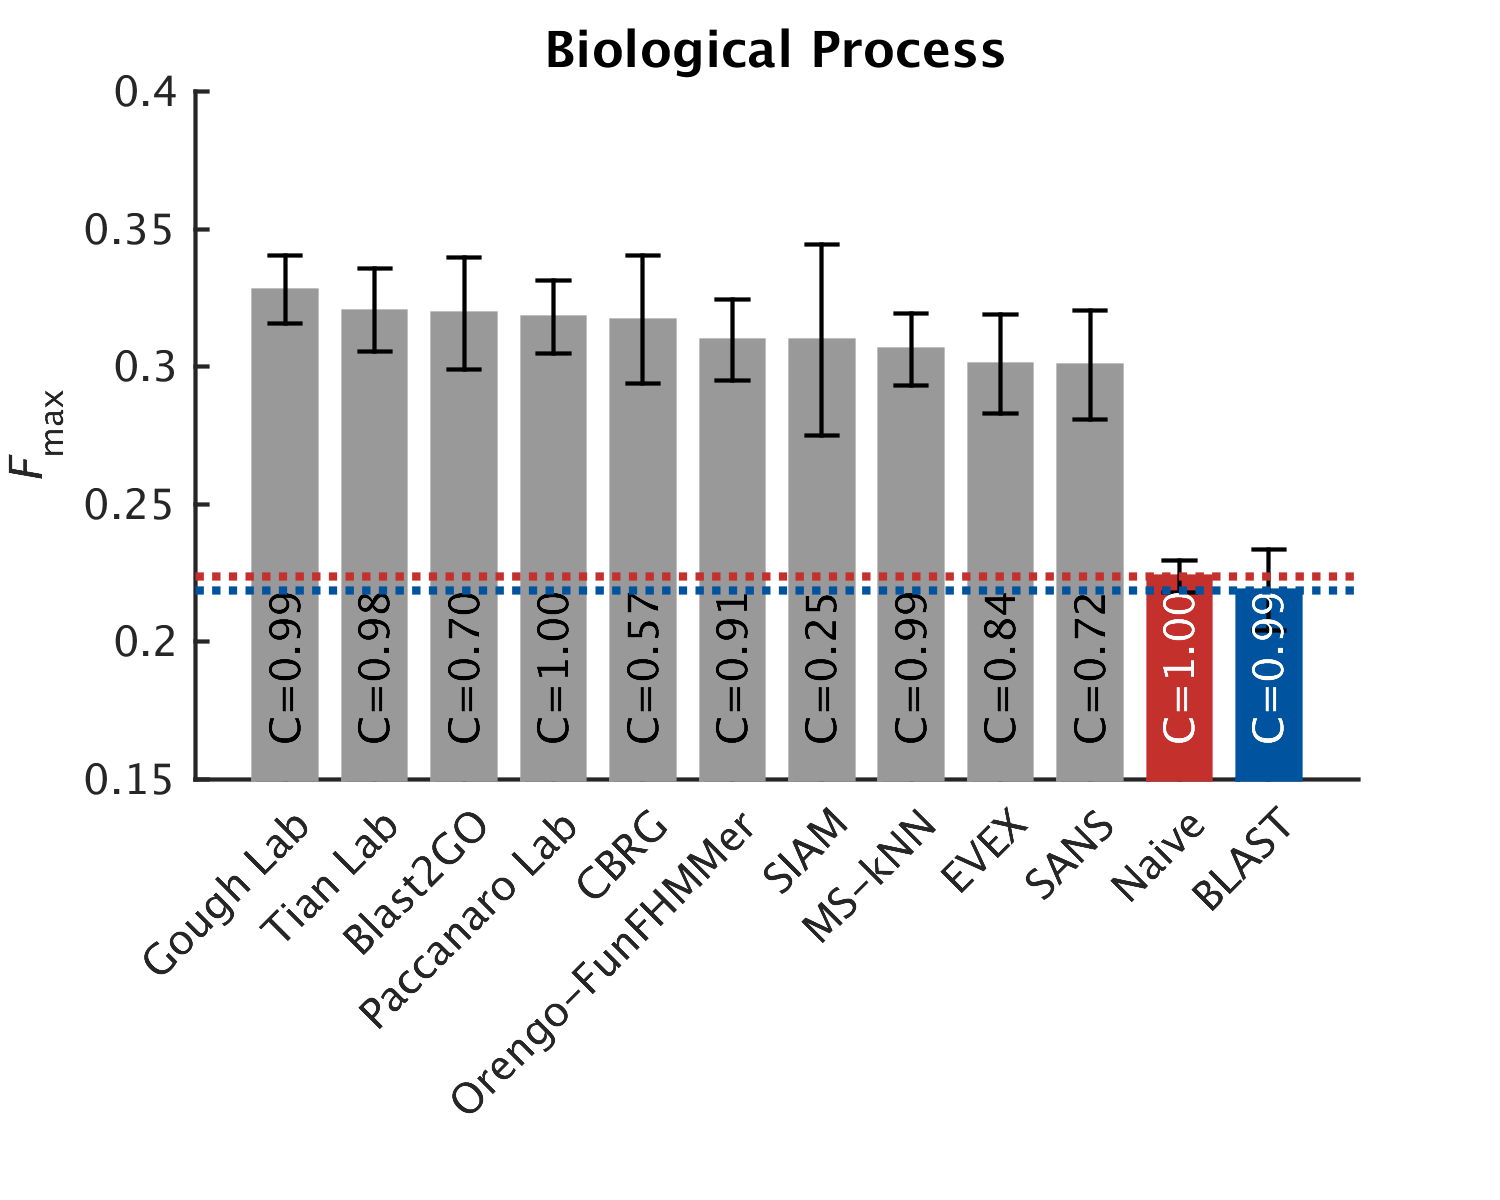 Biological Process
0.4
0.35
0.3
0.25
0.2
0.15
Fmax
C=0.99
C=0.98
C=0.70
C=1.00
C=0.57
C=0.91
C=0.25
C=0.99
C=0.84
C=0.72
C=1.00
C=0.99
Gough Lab
Tian Lab
Blast2GO
Paccanaro Lab
CBRG
Orengo-FunFHMMer
SIAM
MS-kNN
EVEX
SANS
Naive
BLAST